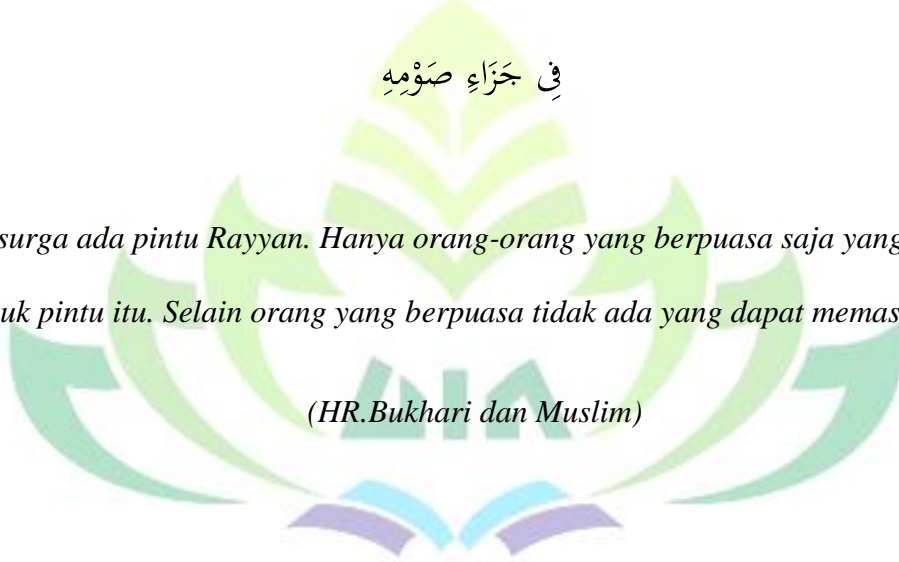 فِى جَزَاءِ صَوْمِهِ
surga ada pintu Rayyan. Hanya orang-orang yang berpuasa saja yang
uk pintu itu. Selain orang yang berpuasa tidak ada yang dapat memas
(HR.Bukhari dan Muslim)